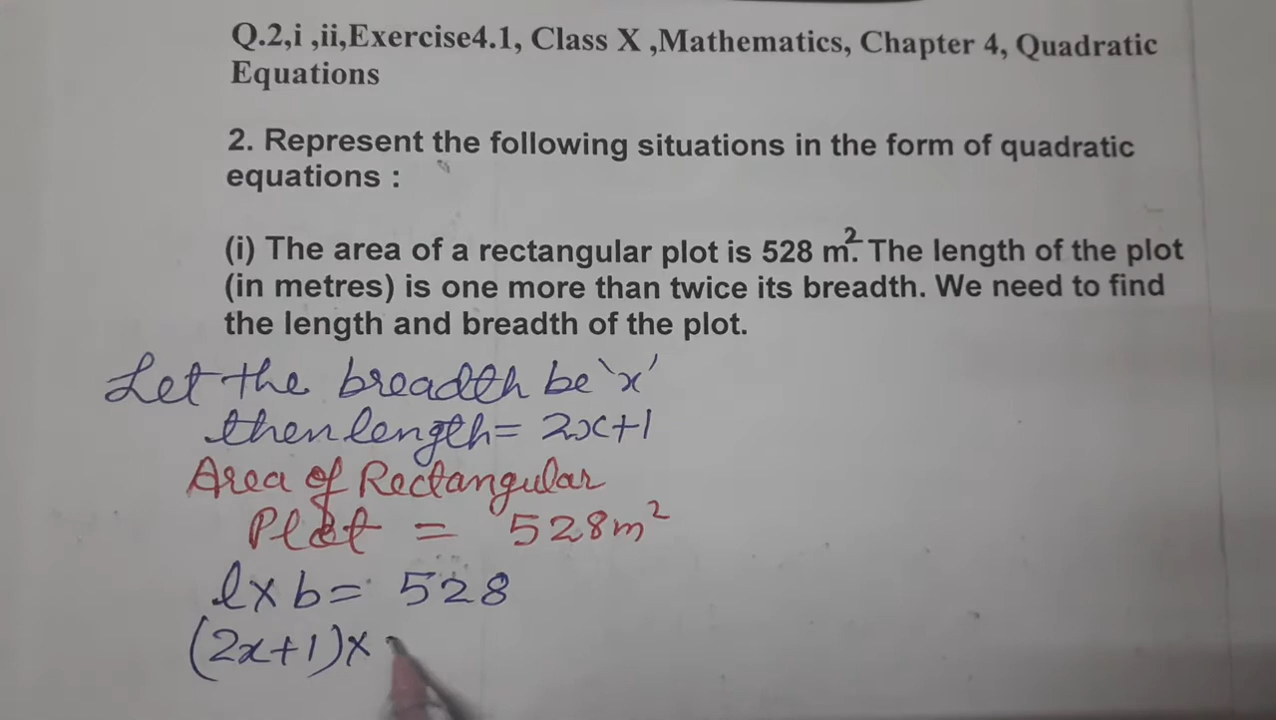 Q.2,i ,ii,Exercise4.1, Class X ,Mathematics, Chapter 4, Quadratic
Equations
2. Represent the following situations in the form of quadratic
equations :
(i) The area of a rectangular plot is 528 m². The length of the plot
(in metres) is one more than twice its breadth. We need to find
the length and breadth of the plot.
Let the breadth be 'x'
then length = 2x+1
Area of Rectangular
Plot = 528m²
l x b = 528
(2x+1)x